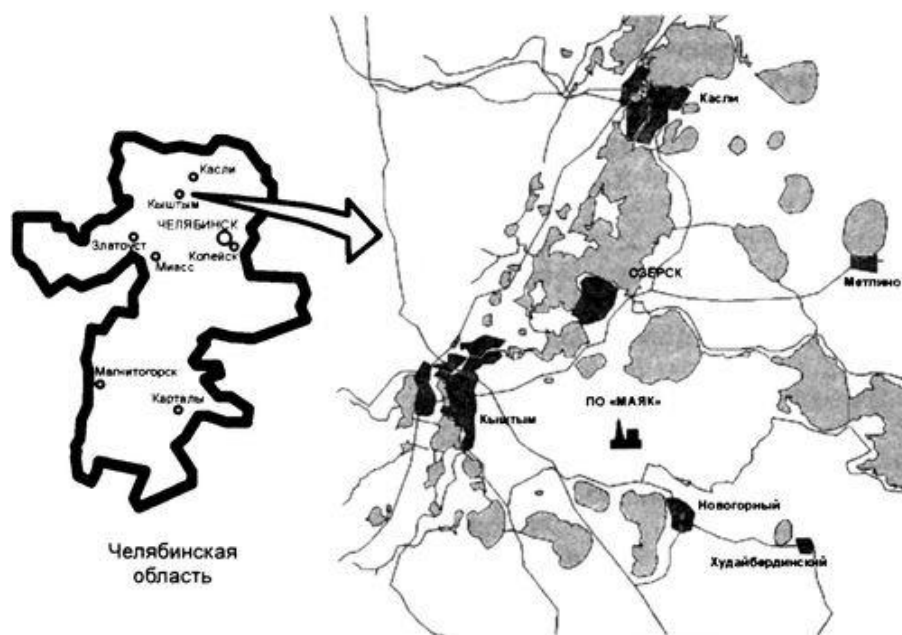 Касли
Кыштым
ЧЕЛЯБИНСК
Златоуст
Копейск
Миасс
Магнитогорск
Карталы
Челябинская
область
Касли
ОЗЕРСК
Метлино
ПО «МАЯК»
Кыштым
Новогорный
Худайбердинский